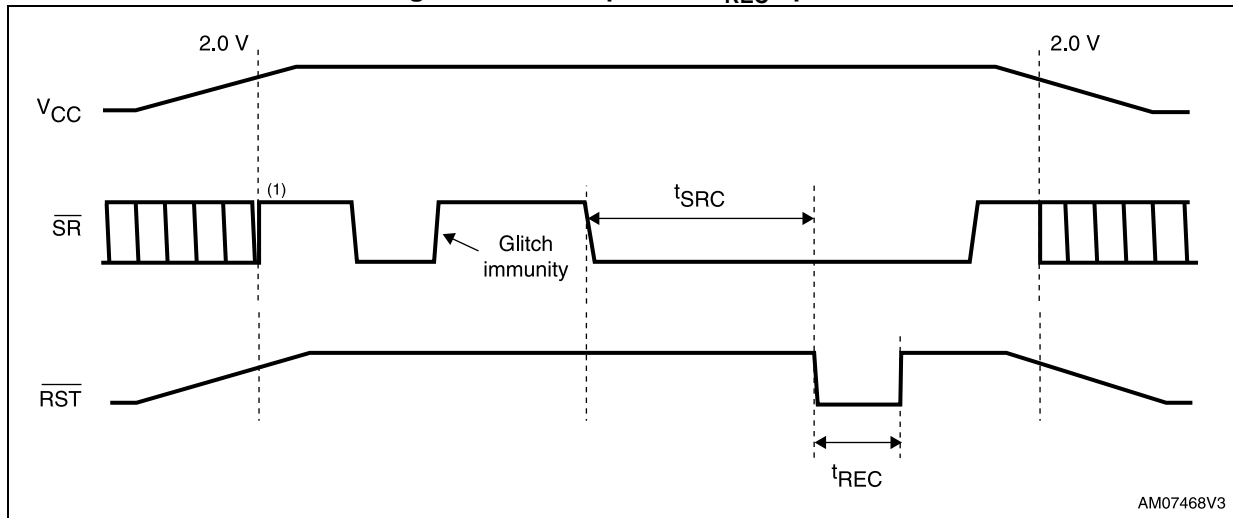 2.0 V
2.0 V
VCC
(1)
SR
tSRC
Glitch
immunity
RST
tREC
AM07468V3